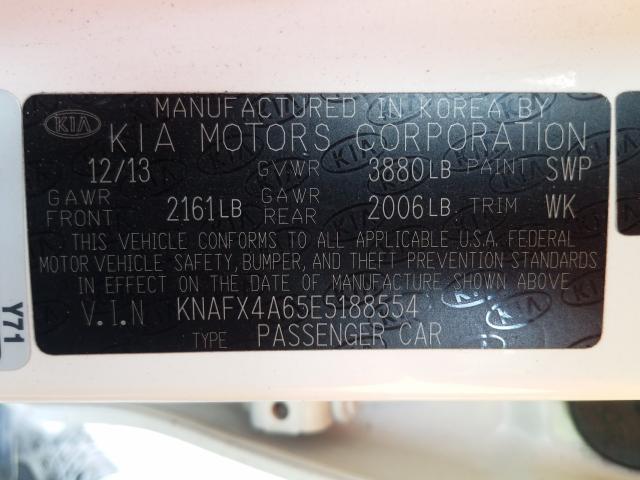 MANUFACTURED IN KOREA BY
KIA KIA MOTORS CORPORATION
12/13 GVWR 3880LB PAINT SWP
GAWR FRONT 2161LB GAWR REAR 2006LB TRIM WK
THIS VEHICLE CONFORMS TO ALL APPLICABLE U.S.A. FEDERAL
MOTOR VEHICLE SAFETY, BUMPER, AND THEFT PREVENTION STANDARDS
IN EFFECT ON THE DATE OF MANUFACTURE SHOWN ABOVE
V.I.N KNAFX4A65E5188554
TYPE PASSENGER CAR
Y71